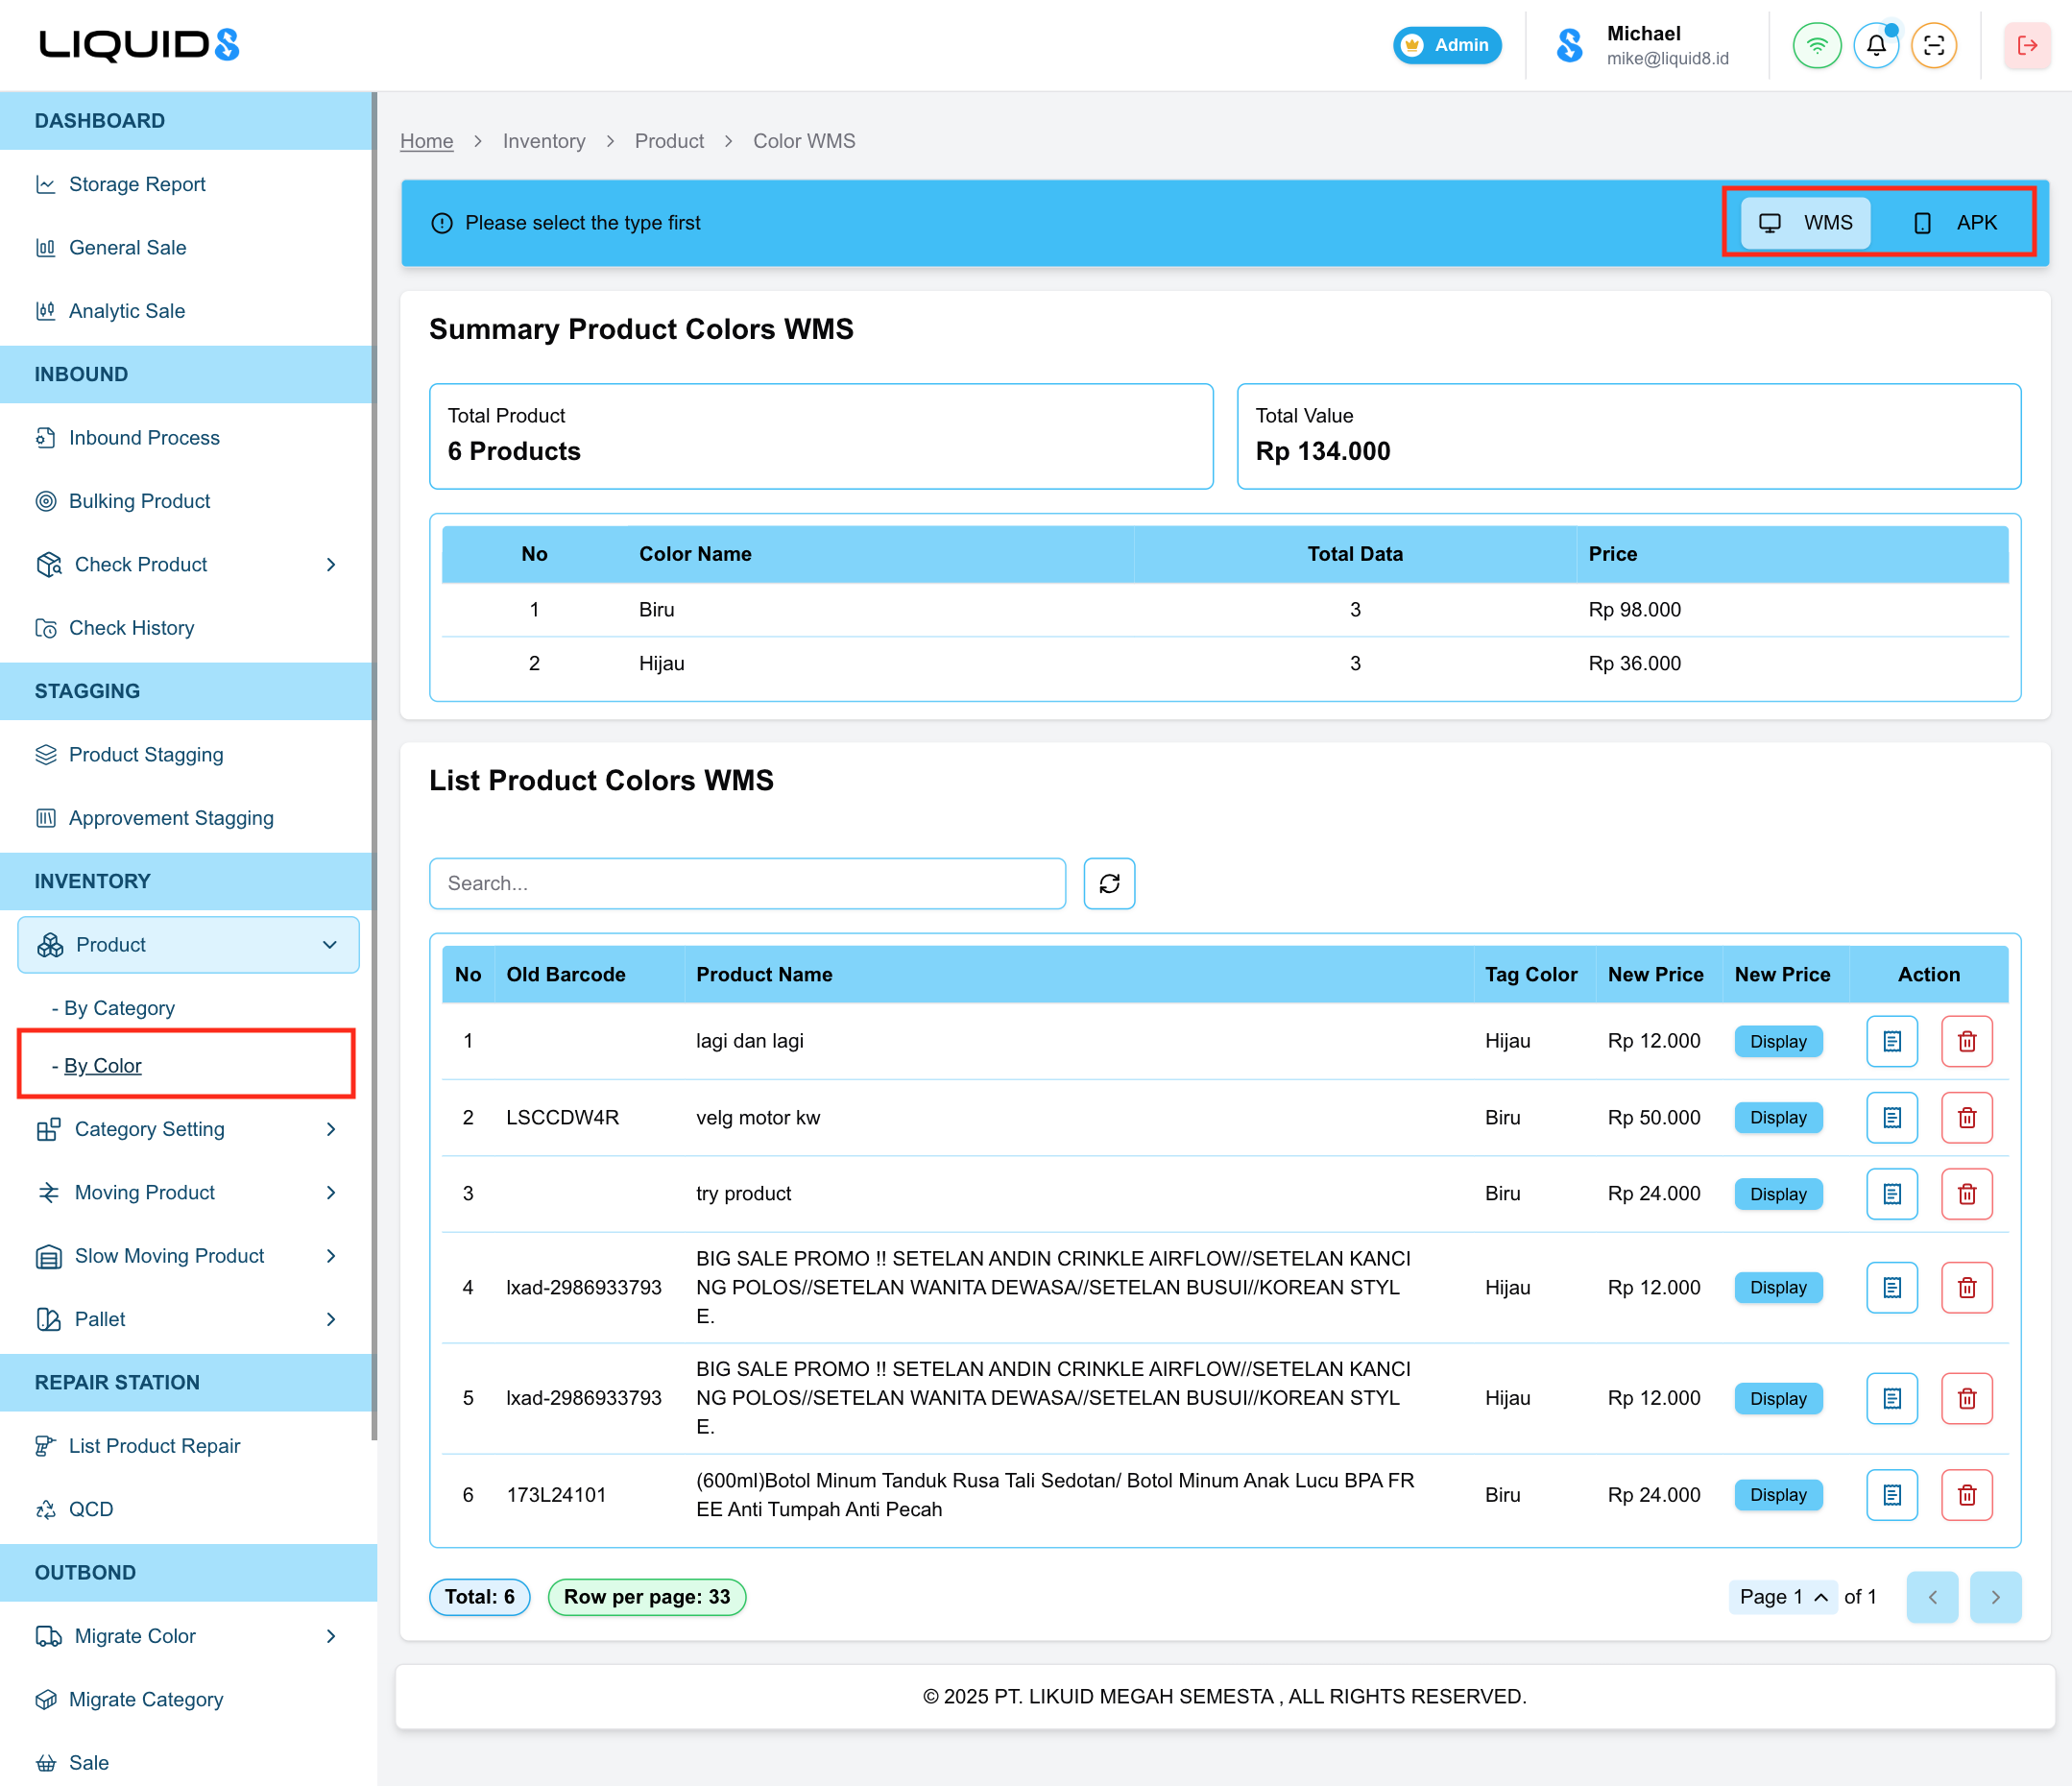 LIQUID8
Admin
Michael
mike@liquid8.id
DASHBOARD
Storage Report
General Sale
Analytic Sale
INBOUND
Inbound Process
Bulking Product
Check Product
Check History
STAGGING
Product Stagging
Approvement Stagging
INVENTORY
Product
- By Category
- By Color
Category Setting
Moving Product
Slow Moving Product
Pallet
REPAIR STATION
List Product Repair
QCD
OUTBOND
Migrate Color
Migrate Category
Sale
Home > Inventory > Product > Color WMS
Please select the type first
WMS APK
Summary Product Colors WMS
Total Product
6 Products
Total Value
Rp 134.000
No Color Name Total Data Price
1 Biru 3 Rp 98.000
2 Hijau 3 Rp 36.000
List Product Colors WMS
Search...
No Old Barcode Product Name Tag Color New Price New Price Action
1 lagi dan lagi Hijau Rp 12.000 Display
2 LSCCDW4R velg motor kw Biru Rp 50.000 Display
3 try product Biru Rp 24.000 Display
BIG SALE PROMO !! SETELAN ANDIN CRINKLE AIRFLOW//SETELAN KANCI
4 lxad-2986933793 NG POLOS//SETELAN WANITA DEWASA//SETELAN BUSUI//KOREAN STYL Hijau Rp 12.000 Display
E.
BIG SALE PROMO !! SETELAN ANDIN CRINKLE AIRFLOW//SETELAN KANCI
5 lxad-2986933793 NG POLOS//SETELAN WANITA DEWASA//SETELAN BUSUI//KOREAN STYL Hijau Rp 12.000 Display
E.
(600ml)Botol Minum Tanduk Rusa Tali Sedotan/ Botol Minum Anak Lucu BPA FR
6 173L24101 EE Anti Tumpah Anti Pecah Biru Rp 24.000 Display
Total: 6 Row per page: 33 Page 1 of 1
© 2025 PT. LIKUID MEGAH SEMESTA , ALL RIGHTS RESERVED.